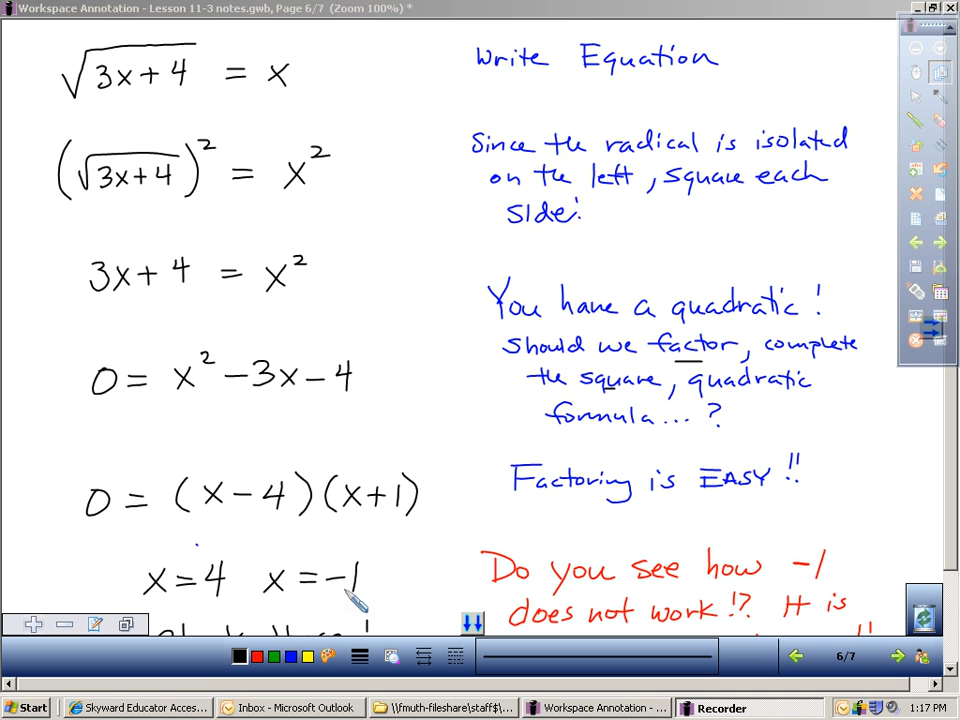 Workspace Annotation - Lesson 11-3 notes.gwb, Page 6/7 (Zoom 100%) *
√(3x+4) = x
Write Equation
(√(3x+4))² = x²
Since the radical is isolated
on the left, square each
side!
3x + 4 = x²
You have a quadratic!
Should we factor, complete
the square, quadratic
formula...?
0 = x² - 3x - 4
Factoring is EASY!!
0 = (x - 4)(x + 1)
x = 4 x = -1
Do you see how -1
does not work!? It is
6/7
Start
Skyward Educator Acces...
Inbox - Microsoft Outlook
\\fmuth-fileshare\staff$\...
Workspace Annotation - ...
Recorder
1:17 PM